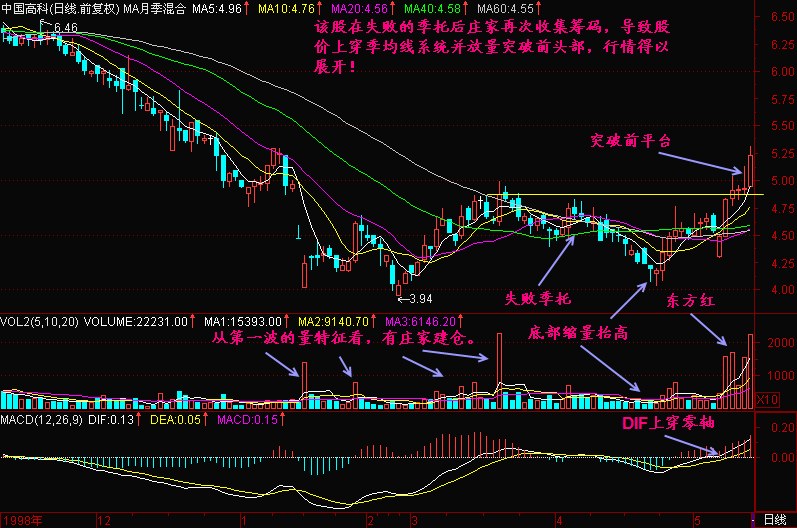 中国高科(日线.前复权) MA月季混合 MA5:4.96↑ MA10:4.76↑ MA20:4.56↑ MA40:4.58↑ MA60:4.55↑
6.46
该股在失败的季托后庄家再次收集筹码，导致股
价上穿季均线系统并放量突破前头部，行情得以
展开！
6.50
6.25
6.00
5.75
5.50
5.25
5.00
4.75
4.50
4.25
4.00
突破前平台
失败季托
东方红
←3.94
底部缩量抬高
VOL2(5,10,20) VOLUME:22231.00↑ MA1:15393.00↑ MA2:9140.70↑ MA3:6146.20↑
从第一波的量特征看，有庄家建仓。
2000
1000
X10
MACD(12,26,9) DIF:0.13↑ DEA:0.05↑ MACD:0.15↑
DIF上穿零轴
0.20
0.00
1998年 12 1 2 3 4 5 日线